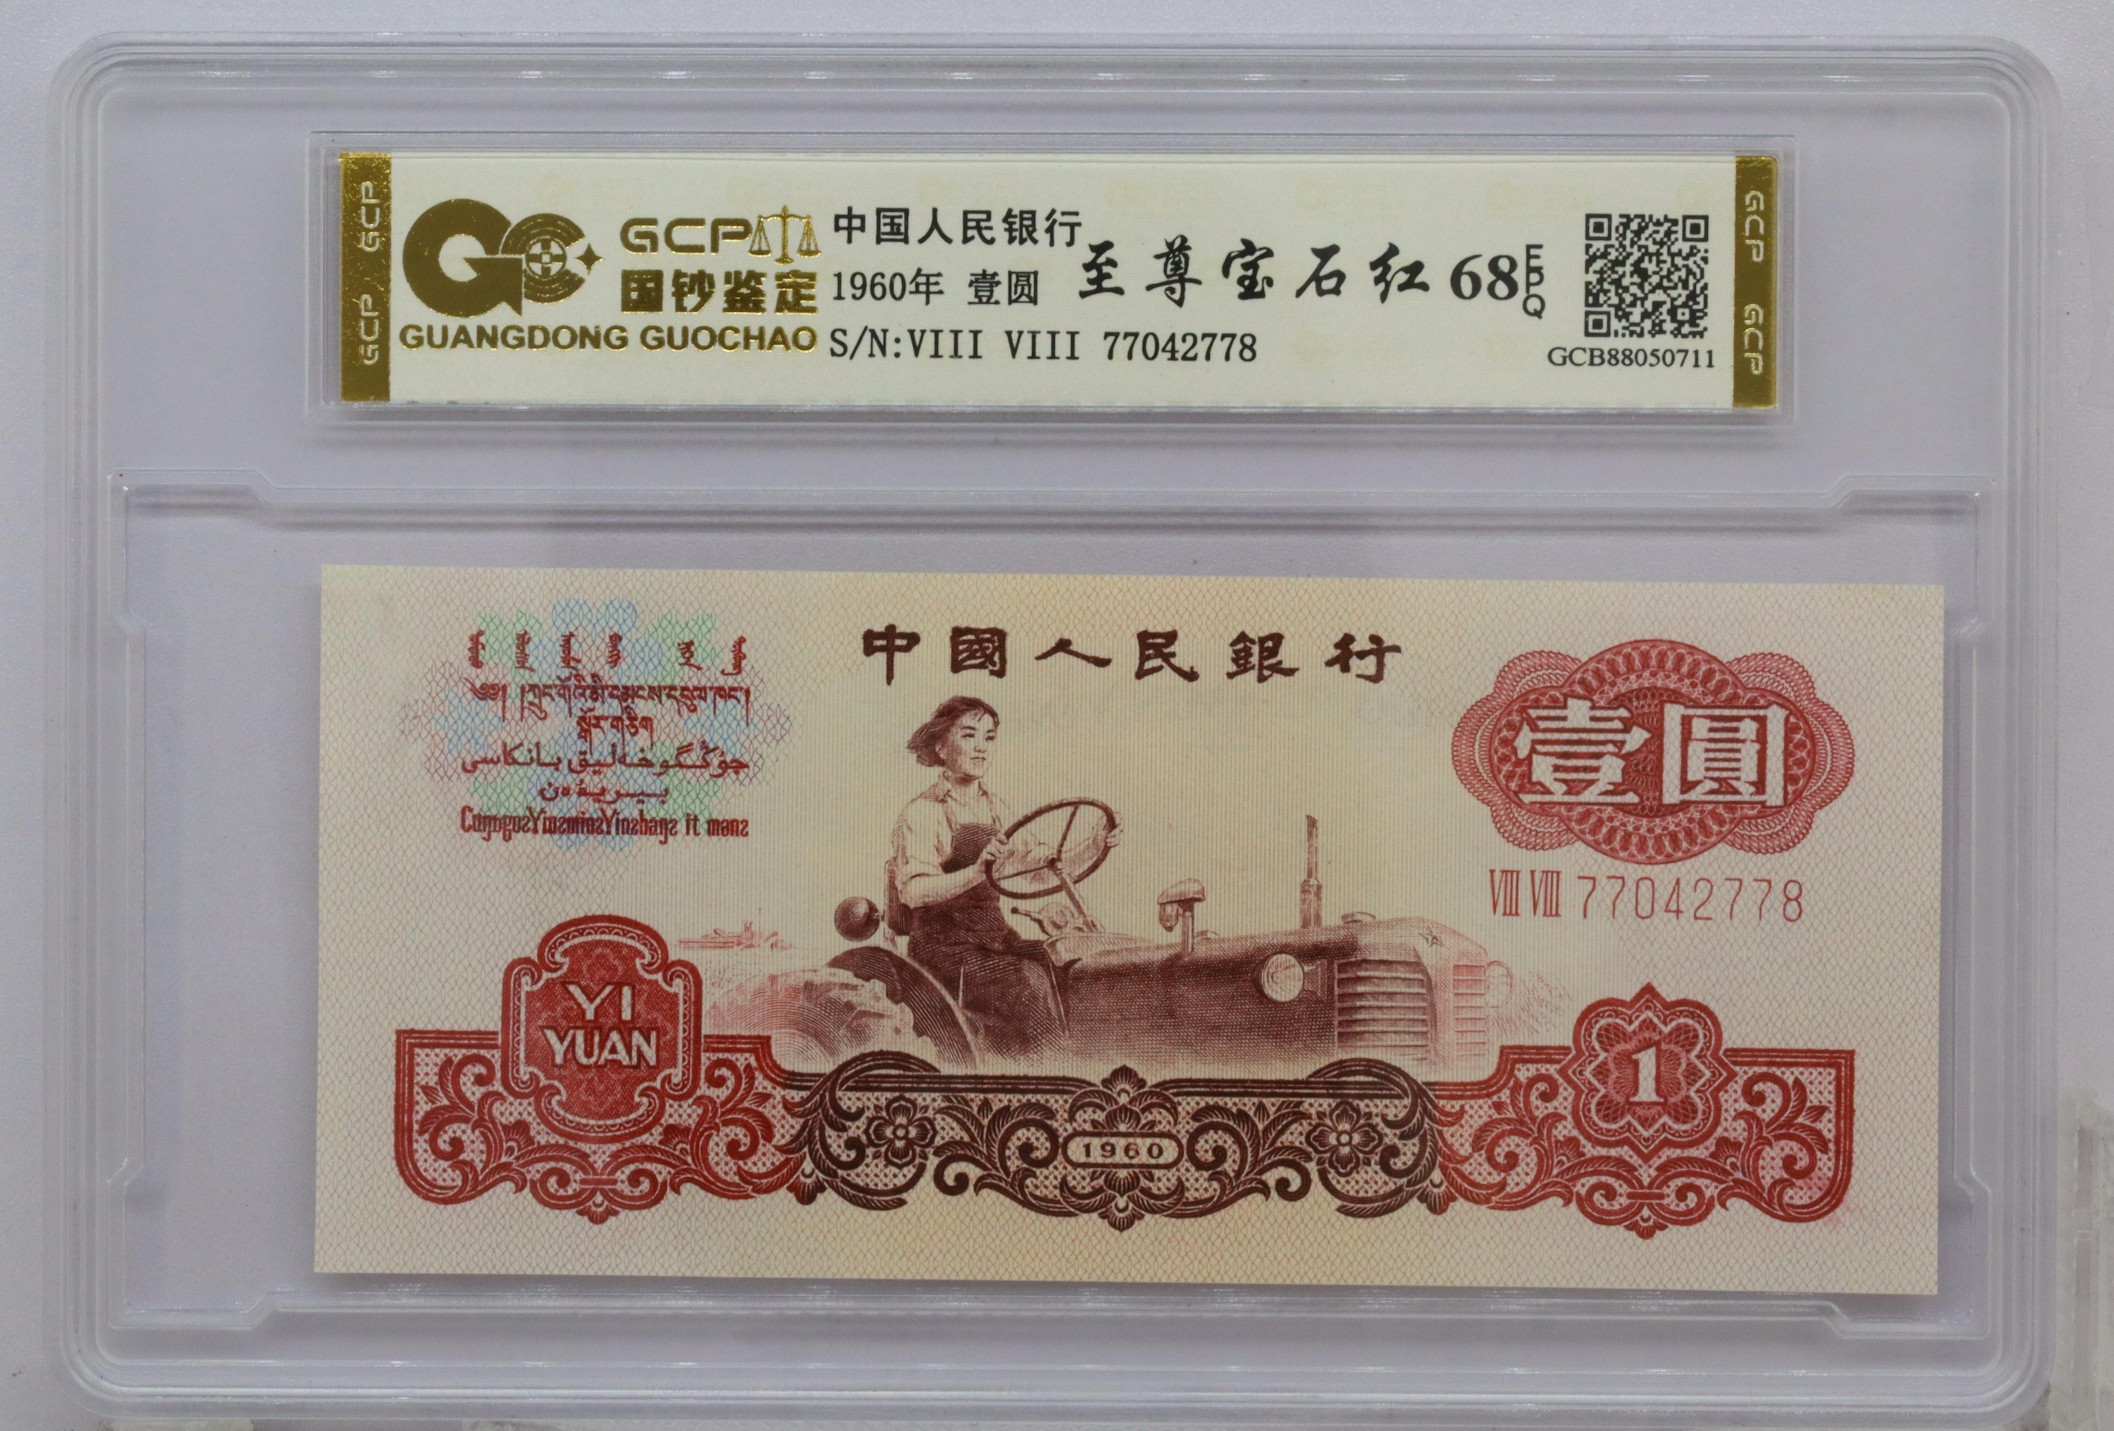 GCP GCP
GCP
国钞鉴定
GUANGDONG GUOCHAO
中国人民银行
1960年 壹圆
S/N:VIII VIII 77042778
至尊宝石红 68 EPQ
GCB88050711
GCP GCP
中國人民銀行
壹圓
VIII VIII 77042778
YI
YUAN
1960
1